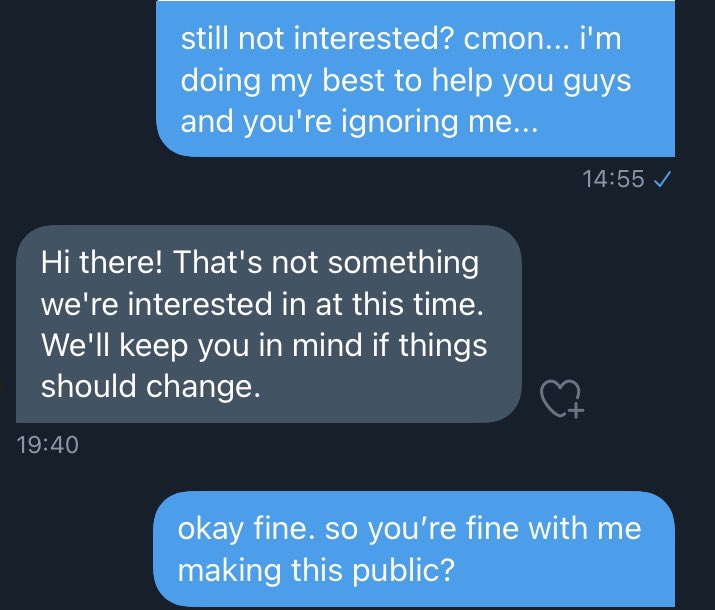 still not interested? cmon... i'm
doing my best to help you guys
and you're ignoring me...
14:55
Hi there! That's not something
we're interested in at this time.
We'll keep you in mind if things
should change.
19:40
okay fine. so you’re fine with me
making this public?